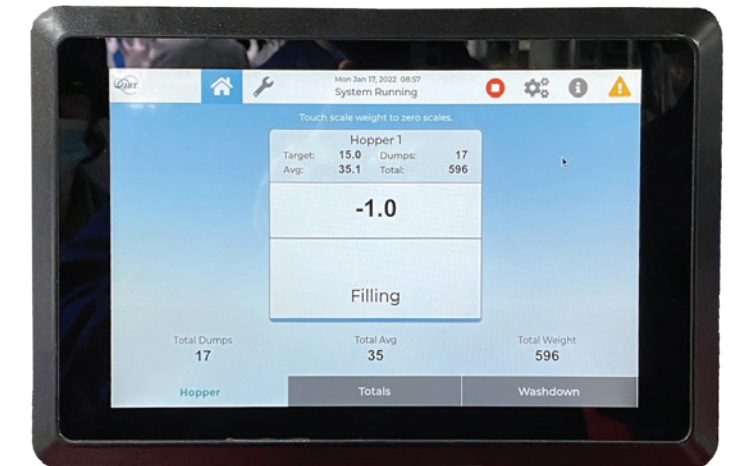 JBT
Mon Jan 17, 2022 08:57
System Running
Touch scale weight to zero scales.
Hopper 1
Target: 15.0 Dumps: 17
Avg: 35.1 Total: 596
-1.0
Filling
Total Dumps Total Avg Total Weight
17 35 596
Hopper Totals Washdown